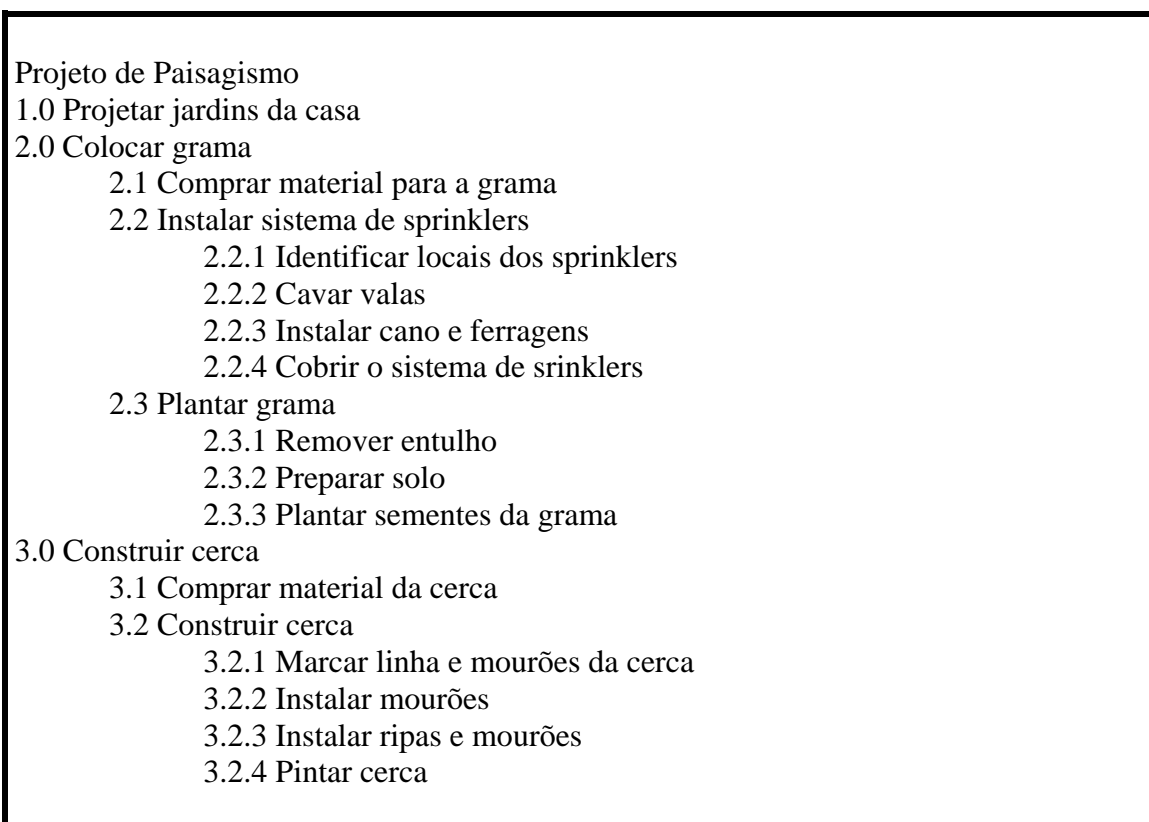 Projeto de Paisagismo
1.0 Projetar jardins da casa
2.0 Colocar grama
2.1 Comprar material para a grama
2.2 Instalar sistema de sprinklers
2.2.1 Identificar locais dos sprinklers
2.2.2 Cavar valas
2.2.3 Instalar cano e ferragens
2.2.4 Cobrir o sistema de srinklers
2.3 Plantar grama
2.3.1 Remover entulho
2.3.2 Preparar solo
2.3.3 Plantar sementes da grama
3.0 Construir cerca
3.1 Comprar material da cerca
3.2 Construir cerca
3.2.1 Marcar linha e mourões da cerca
3.2.2 Instalar mourões
3.2.3 Instalar ripas e mourões
3.2.4 Pintar cerca